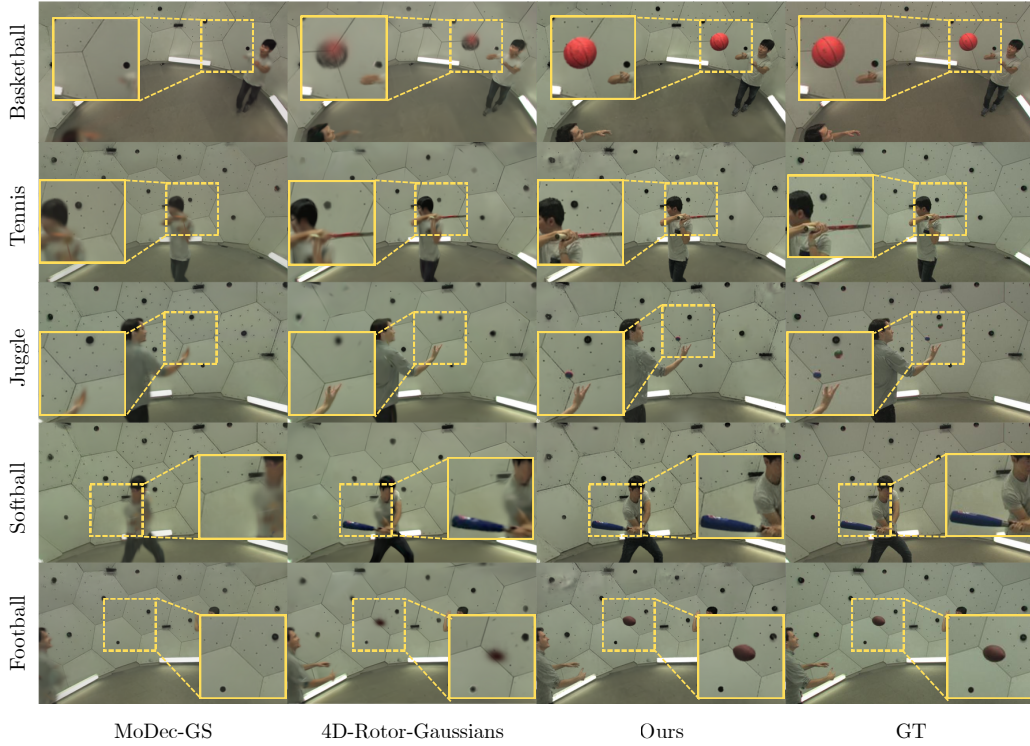 Basketball
Tennis
Juggle
Softball
Football
MoDec-GS
4D-Rotor-Gaussians
Ours
GT